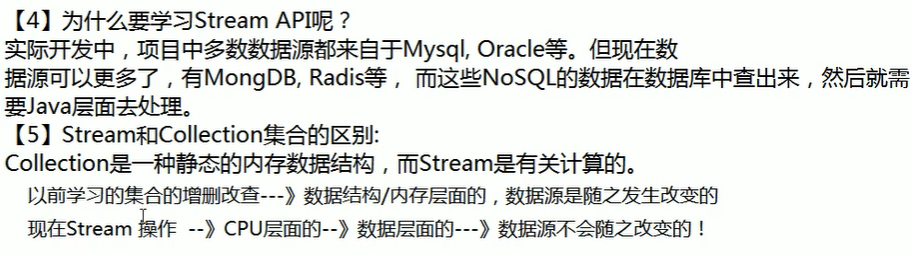 【4】为什么要学习Stream API呢？
实际开发中，项目中多数数据源都来自于Mysql, Oracle等。但现在数
据源可以更多了，有MongDB, Radis等， 而这些NoSQL的数据在数据库中查出来，然后就需
要Java层面去处理。
【5】Stream和Collection集合的区别:
Collection是一种静态的内存数据结构，而Stream是有关计算的。
以前学习的集合的增删改查---》数据结构/内存层面的，数据源是随之发生改变的
现在Stream 操作 --》CPU层面的--》数据层面的---》数据源不会随之改变的！